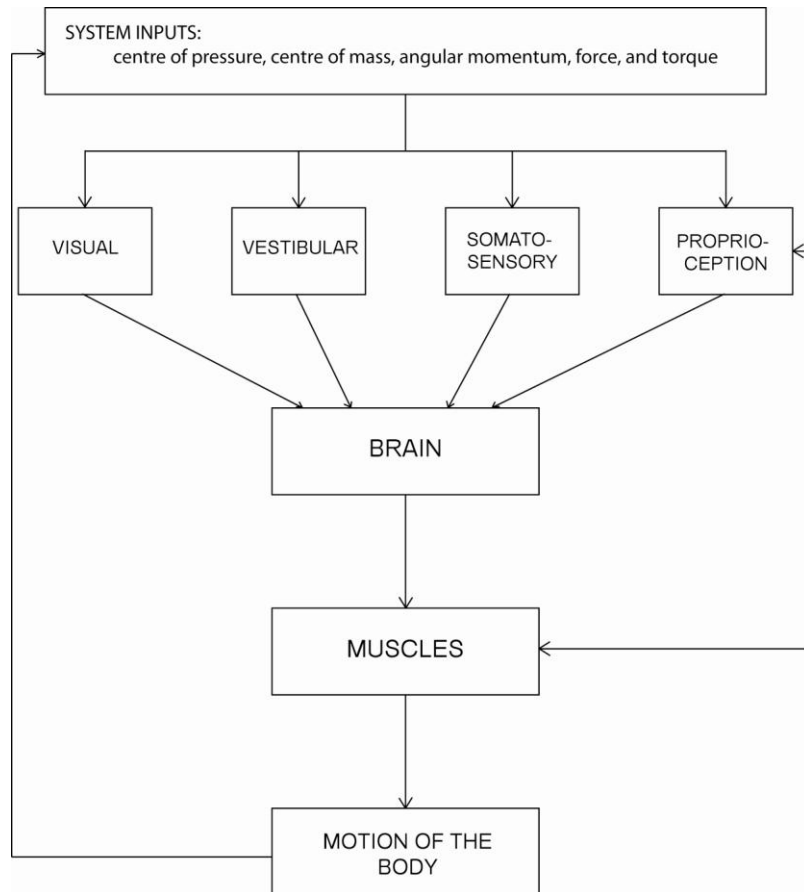 SYSTEM INPUTS:
centre of pressure, centre of mass, angular momentum, force, and torque
VISUAL
VESTIBULAR
SOMATO-
SENSORY
PROPRIO-
CEPTION
BRAIN
MUSCLES
MOTION OF THE
BODY